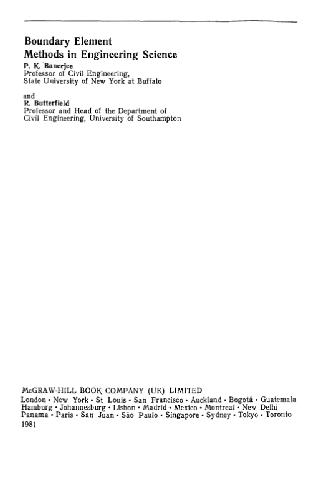 Boundary Element
Methods in Engineering Science
P. K. Banerjee
Professor of Civil Engineering,
State University of New York at Buffalo
and
R. Butterfield
Professor and Head of the Department of
Civil Engineering, University of Southampton
McGRAW-HILL BOOK COMPANY (UK) LIMITED
London · New York · St Louis · San Francisco · Auckland · Bogotá · Guatemala
Hamburg · Johannesburg · Lisbon · Madrid · Mexico · Montreal · New Delhi
Panama · Paris · San Juan · São Paulo · Singapore · Sydney · Tokyo · Toronto
1981